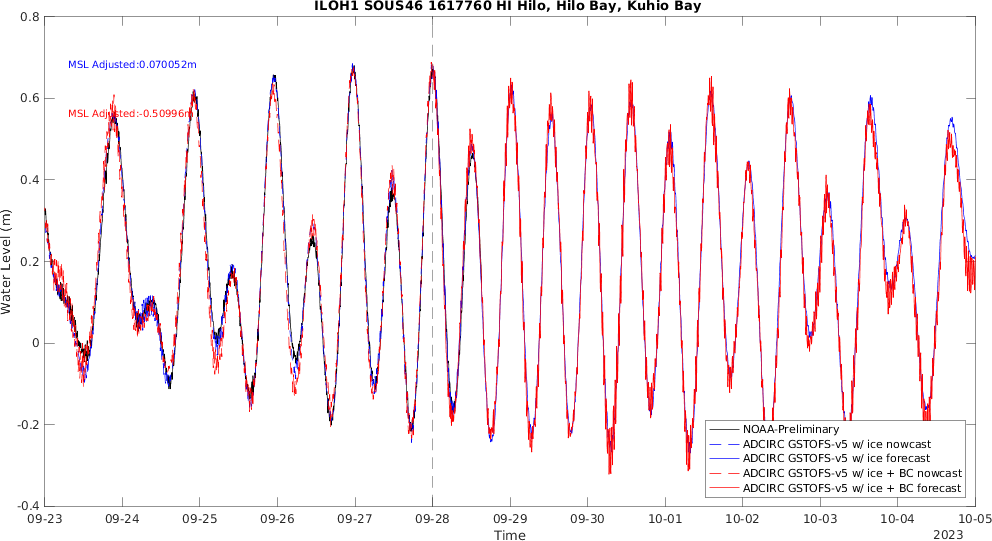 ILOH1 SOUS46 1617760 HI Hilo, Hilo Bay, Kuhio Bay
0.8
MSL Adjusted:0.070052m
0.6
MSL Adjusted:-0.50996m
0.4
Water Level (m)
0.2
0
-0.2
NOAA-Preliminary
ADCIRC GSTOFS-v5 w/ ice nowcast
ADCIRC GSTOFS-v5 w/ ice forecast
ADCIRC GSTOFS-v5 w/ ice + BC nowcast
ADCIRC GSTOFS-v5 w/ ice + BC forecast
-0.4
09-23 09-24 09-25 09-26 09-27 09-28 09-29 09-30 10-01 10-02 10-03 10-04 10-05
Time
2023